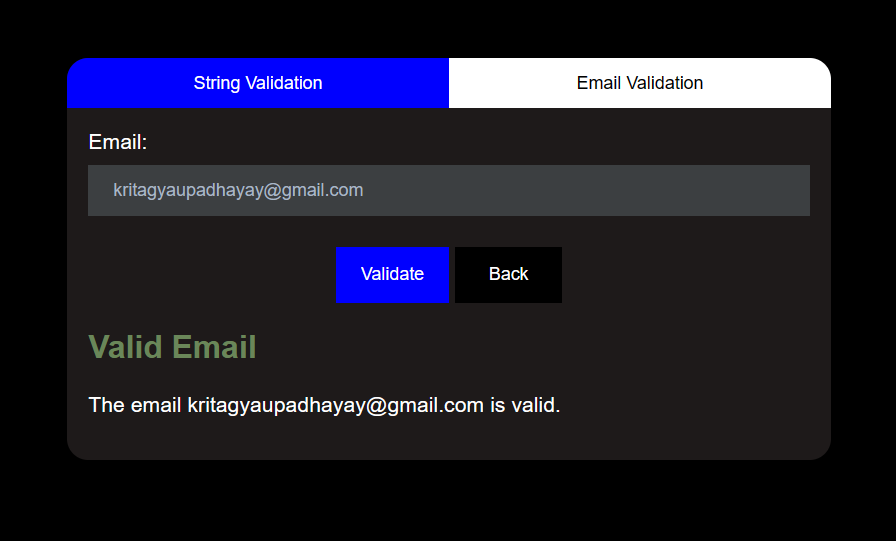 String Validation Email Validation
Email:
kritagyaupadhayay@gmail.com
Validate Back
Valid Email
The email kritagyaupadhayay@gmail.com is valid.